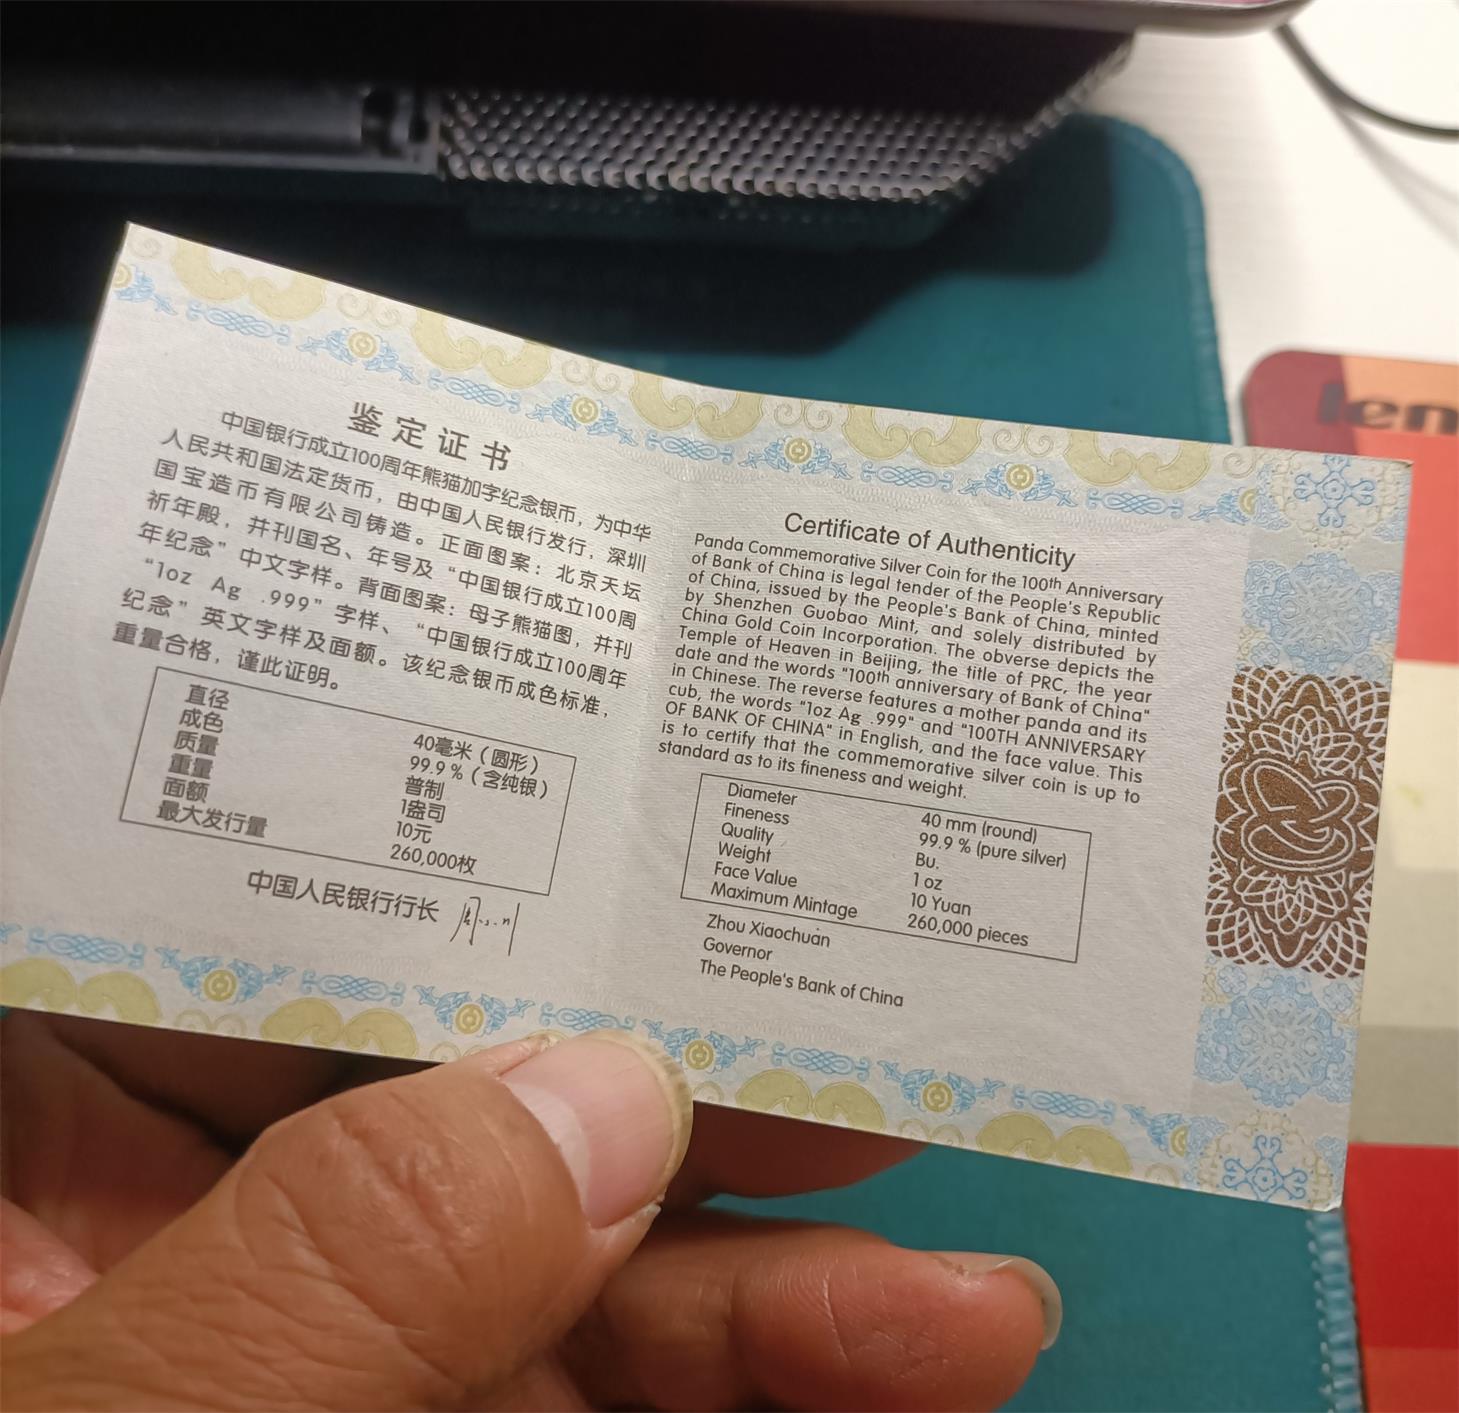 鉴定证书
中国银行成立100周年熊猫加字纪念银币，为中华
人民共和国法定货币，由中国人民银行发行，深圳
国宝造币有限公司铸造。正面图案：北京天坛
祈年殿，并刊国名、年号及“中国银行成立100周
年纪念”中文字样。背面图案：母子熊猫图，并刊
“1oz Ag .999”字样、“中国银行成立100周年
纪念”英文字样及面额。该纪念银币成色标准，
重量合格，谨此证明。
直径 40毫米（圆形）
成色 99.9％（含纯银）
质量 普制
重量 1盎司
面额 10元
最大发行量 260,000枚
中国人民银行行长
Certificate of Authenticity
Panda Commemorative Silver Coin for the 100th Anniversary
of Bank of China is legal tender of the People's Republic
of China, issued by the People's Bank of China, minted
by Shenzhen Guobao Mint, and solely distributed by
China Gold Coin Incorporation. The obverse depicts the
Temple of Heaven in Beijing, the title of PRC, the year
date and the words "100th anniversary of Bank of China"
in Chinese. The reverse features a mother panda and its
cub, the words "1oz Ag .999" and "100TH ANNIVERSARY
OF BANK OF CHINA" in English, and the face value. This
is to certify that the commemorative silver coin is up to
standard as to its fineness and weight.
Diameter 40 mm (round)
Fineness 99.9 % (pure silver)
Quality Bu.
Weight 1 oz
Face Value 10 Yuan
Maximum Mintage 260,000 pieces
Zhou Xiaochuan
Governor
The People's Bank of China
len